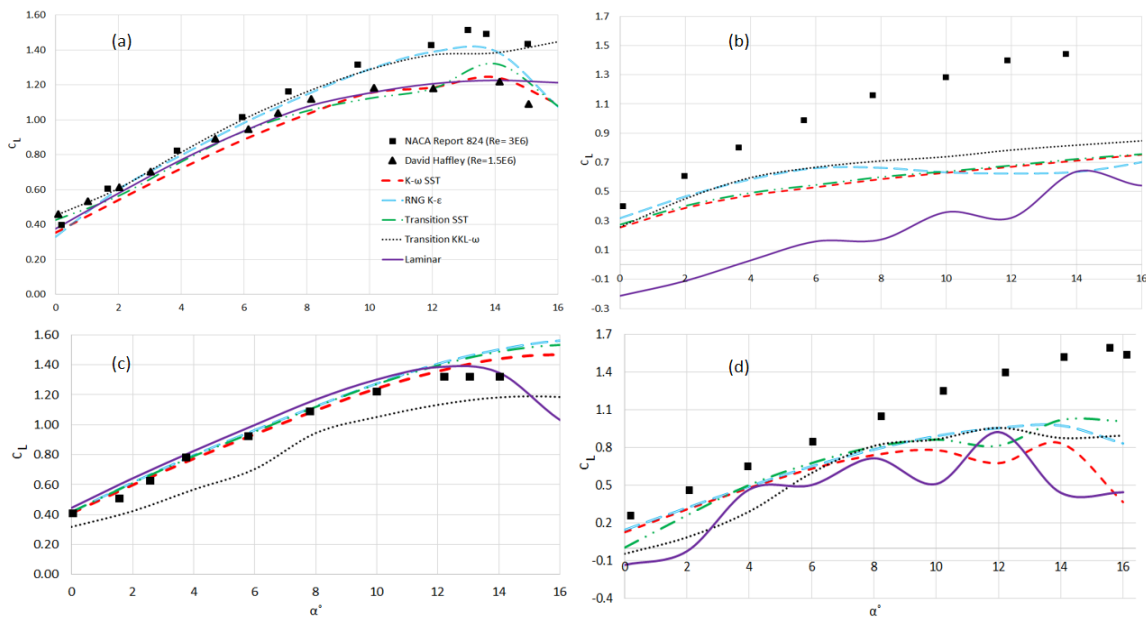 (a)
1.60
1.40
1.20
1.00
0.80
0.60
0.40
0.20
0.00
C_L
0 2 4 6 8 10 12 14 16
NACA Report 824 (Re= 3E6)
David Haffley (Re=1.5E6)
K-ω SST
RNG K-ε
Transition SST
Transition KKL-ω
Laminar
(b)
1.7
1.5
1.3
1.1
0.9
0.7
0.5
0.3
0.1
-0.1
-0.3
C_L
0 2 4 6 8 10 12 14 16
(c)
1.60
1.40
1.20
1.00
0.80
0.60
0.40
0.20
0.00
C_L
0 2 4 6 8 10 12 14 16
α°
(d)
1.7
1.4
1.1
0.8
0.5
0.2
-0.1
-0.4
C_L
0 2 4 6 8 10 12 14 16
α°